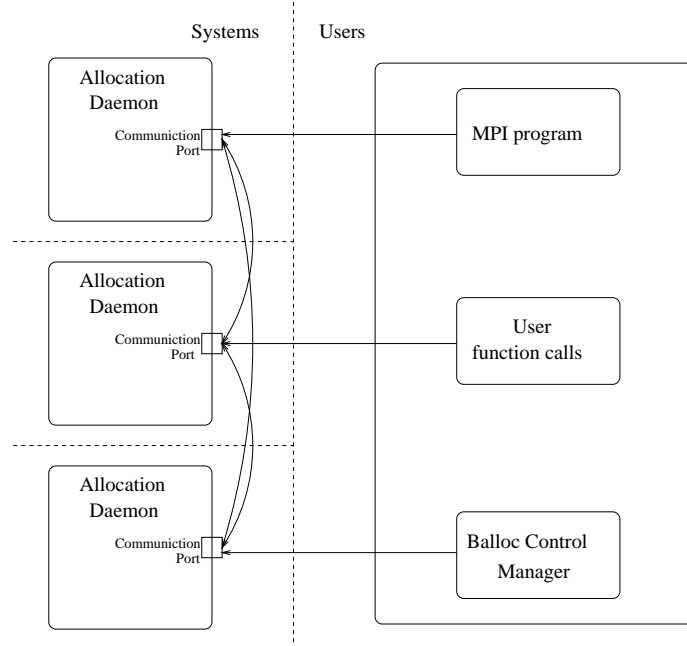 Systems
Users
Allocation
Daemon
Communiction
Port
MPI program
Allocation
Daemon
Communiction
Port
User
function calls
Allocation
Daemon
Communiction
Port
Balloc Control
Manager